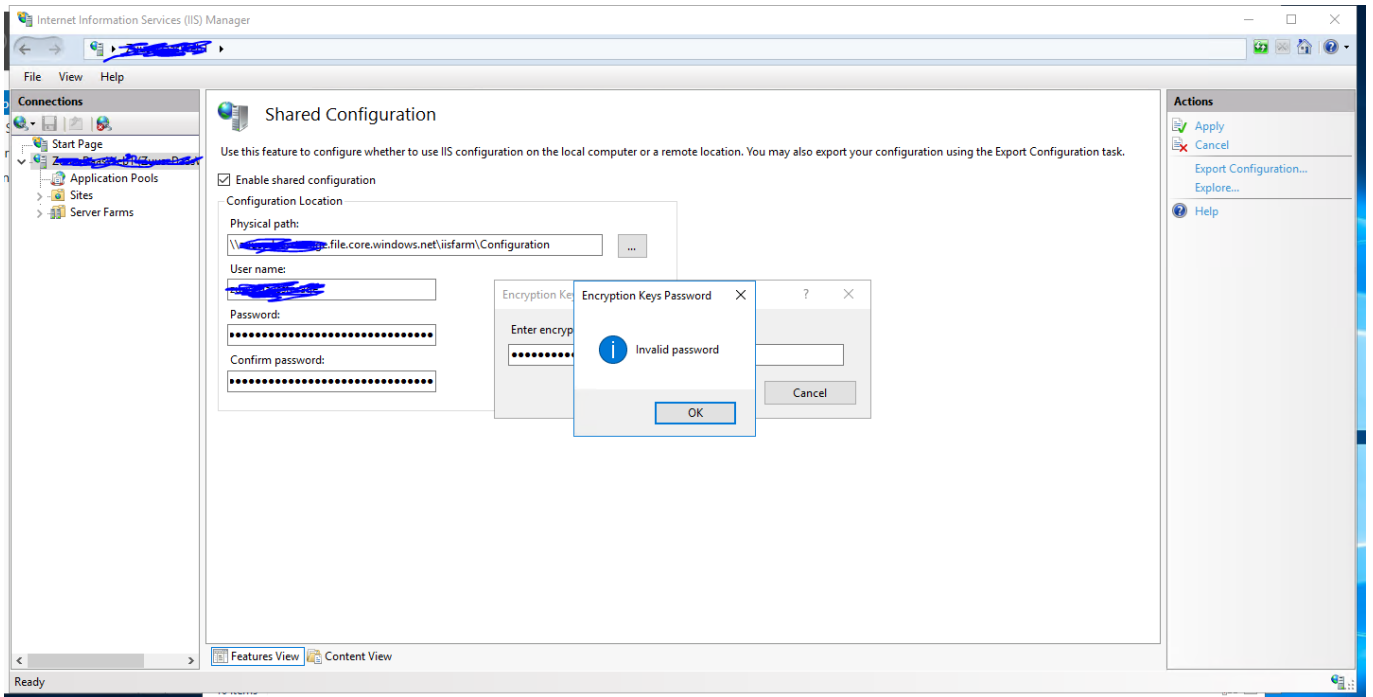 Internet Information Services (IIS) Manager
File View Help
Connections
Start Page
Application Pools
Sites
Server Farms
Shared Configuration
Use this feature to configure whether to use IIS configuration on the local computer or a remote location. You may also export your configuration using the Export Configuration task.
Enable shared configuration
Configuration Location
Physical path:
\\ .file.core.windows.net\iisfarm\Configuration
...
User name:
Password:
Confirm password:
Encryption Ke
? 
Enter encryp
Cancel
Encryption Keys Password
Invalid password
OK
Features View Content View
Actions
Apply
Cancel
Export Configuration...
Explore...
Help
Ready